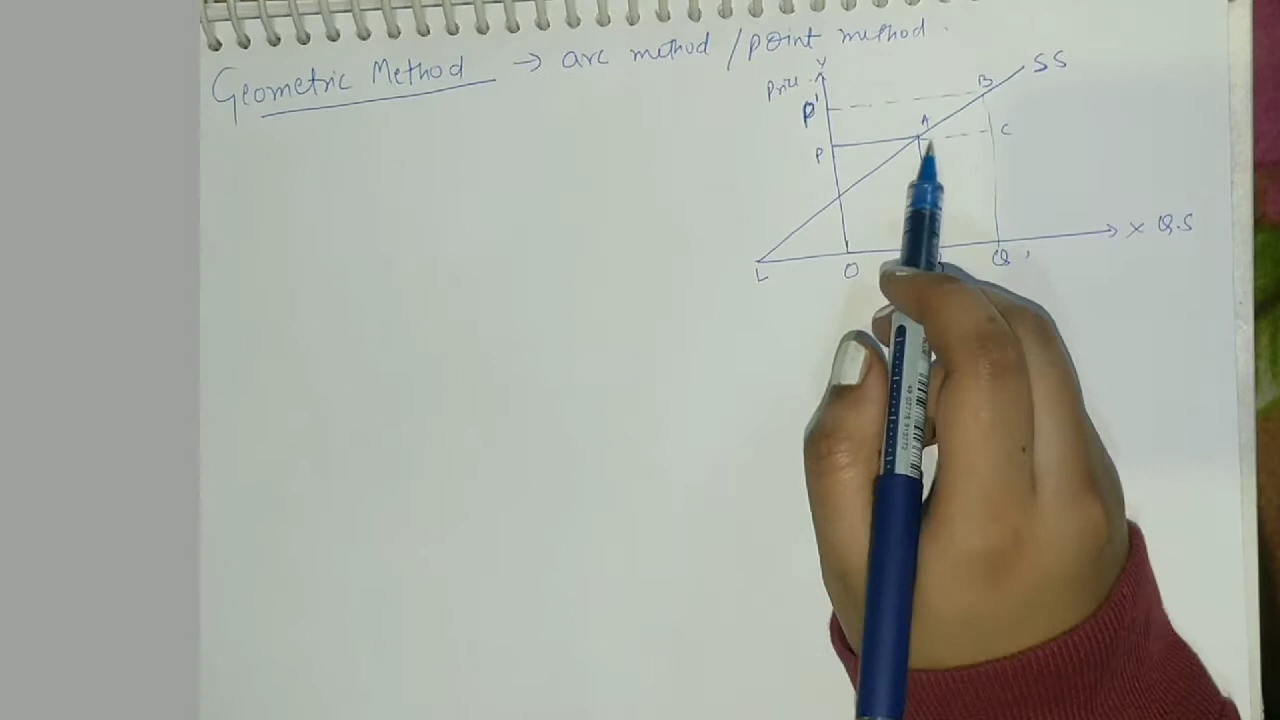 Geometric Method → arc method / point method.
SS
Y
Price
B
P'
A
C
P
X Q.S
L
O
Q'